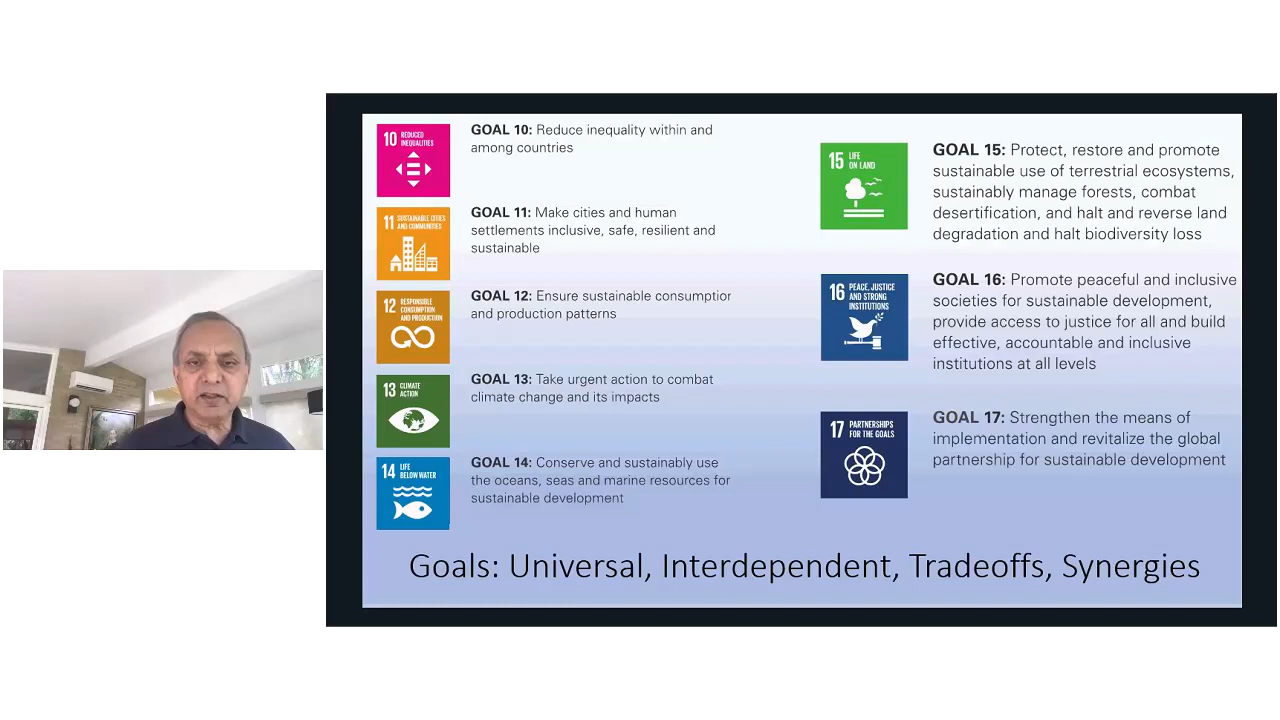 10 REDUCED
INEQUALITIES
GOAL 10: Reduce inequality within and
among countries
11 SUSTAINABLE CITIES
AND COMMUNITIES
GOAL 11: Make cities and human
settlements inclusive, safe, resilient and
sustainable
12 RESPONSIBLE
CONSUMPTION
AND PRODUCTION
GOAL 12: Ensure sustainable consumption
and production patterns
13 CLIMATE
ACTION
GOAL 13: Take urgent action to combat
climate change and its impacts
14 LIFE
BELOW WATER
GOAL 14: Conserve and sustainably use
the oceans, seas and marine resources for
sustainable development
15 LIFE
ON LAND
GOAL 15: Protect, restore and promote
sustainable use of terrestrial ecosystems,
sustainably manage forests, combat
desertification, and halt and reverse land
degradation and halt biodiversity loss
16 PEACE, JUSTICE
AND STRONG
INSTITUTIONS
GOAL 16: Promote peaceful and inclusive
societies for sustainable development,
provide access to justice for all and build
effective, accountable and inclusive
institutions at all levels
17 PARTNERSHIPS
FOR THE GOALS
GOAL 17: Strengthen the means of
implementation and revitalize the global
partnership for sustainable development
Goals: Universal, Interdependent, Tradeoffs, Synergies